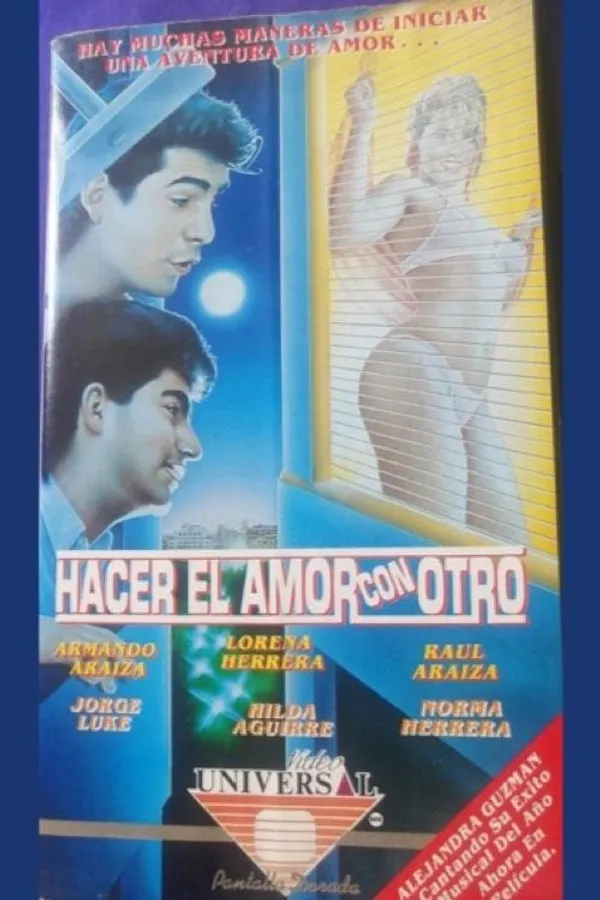 HAY MUCHAS MANERAS DE INICIAR
UNA AVENTURA DE AMOR...
HACER EL AMOR CON OTRO
ARMANDO
ARAIZA
LORENA
HERRERA
RAUL
ARAIZA
JORGE
LUKE
HILDA
AGUIRRE
NORMA
HERRERA
Video
UNIVERSAL
Pantalla Dorada
ALEJANDRA GUZMAN
Cantando Su Exito
Musical Del Año
Ahora En
Película.